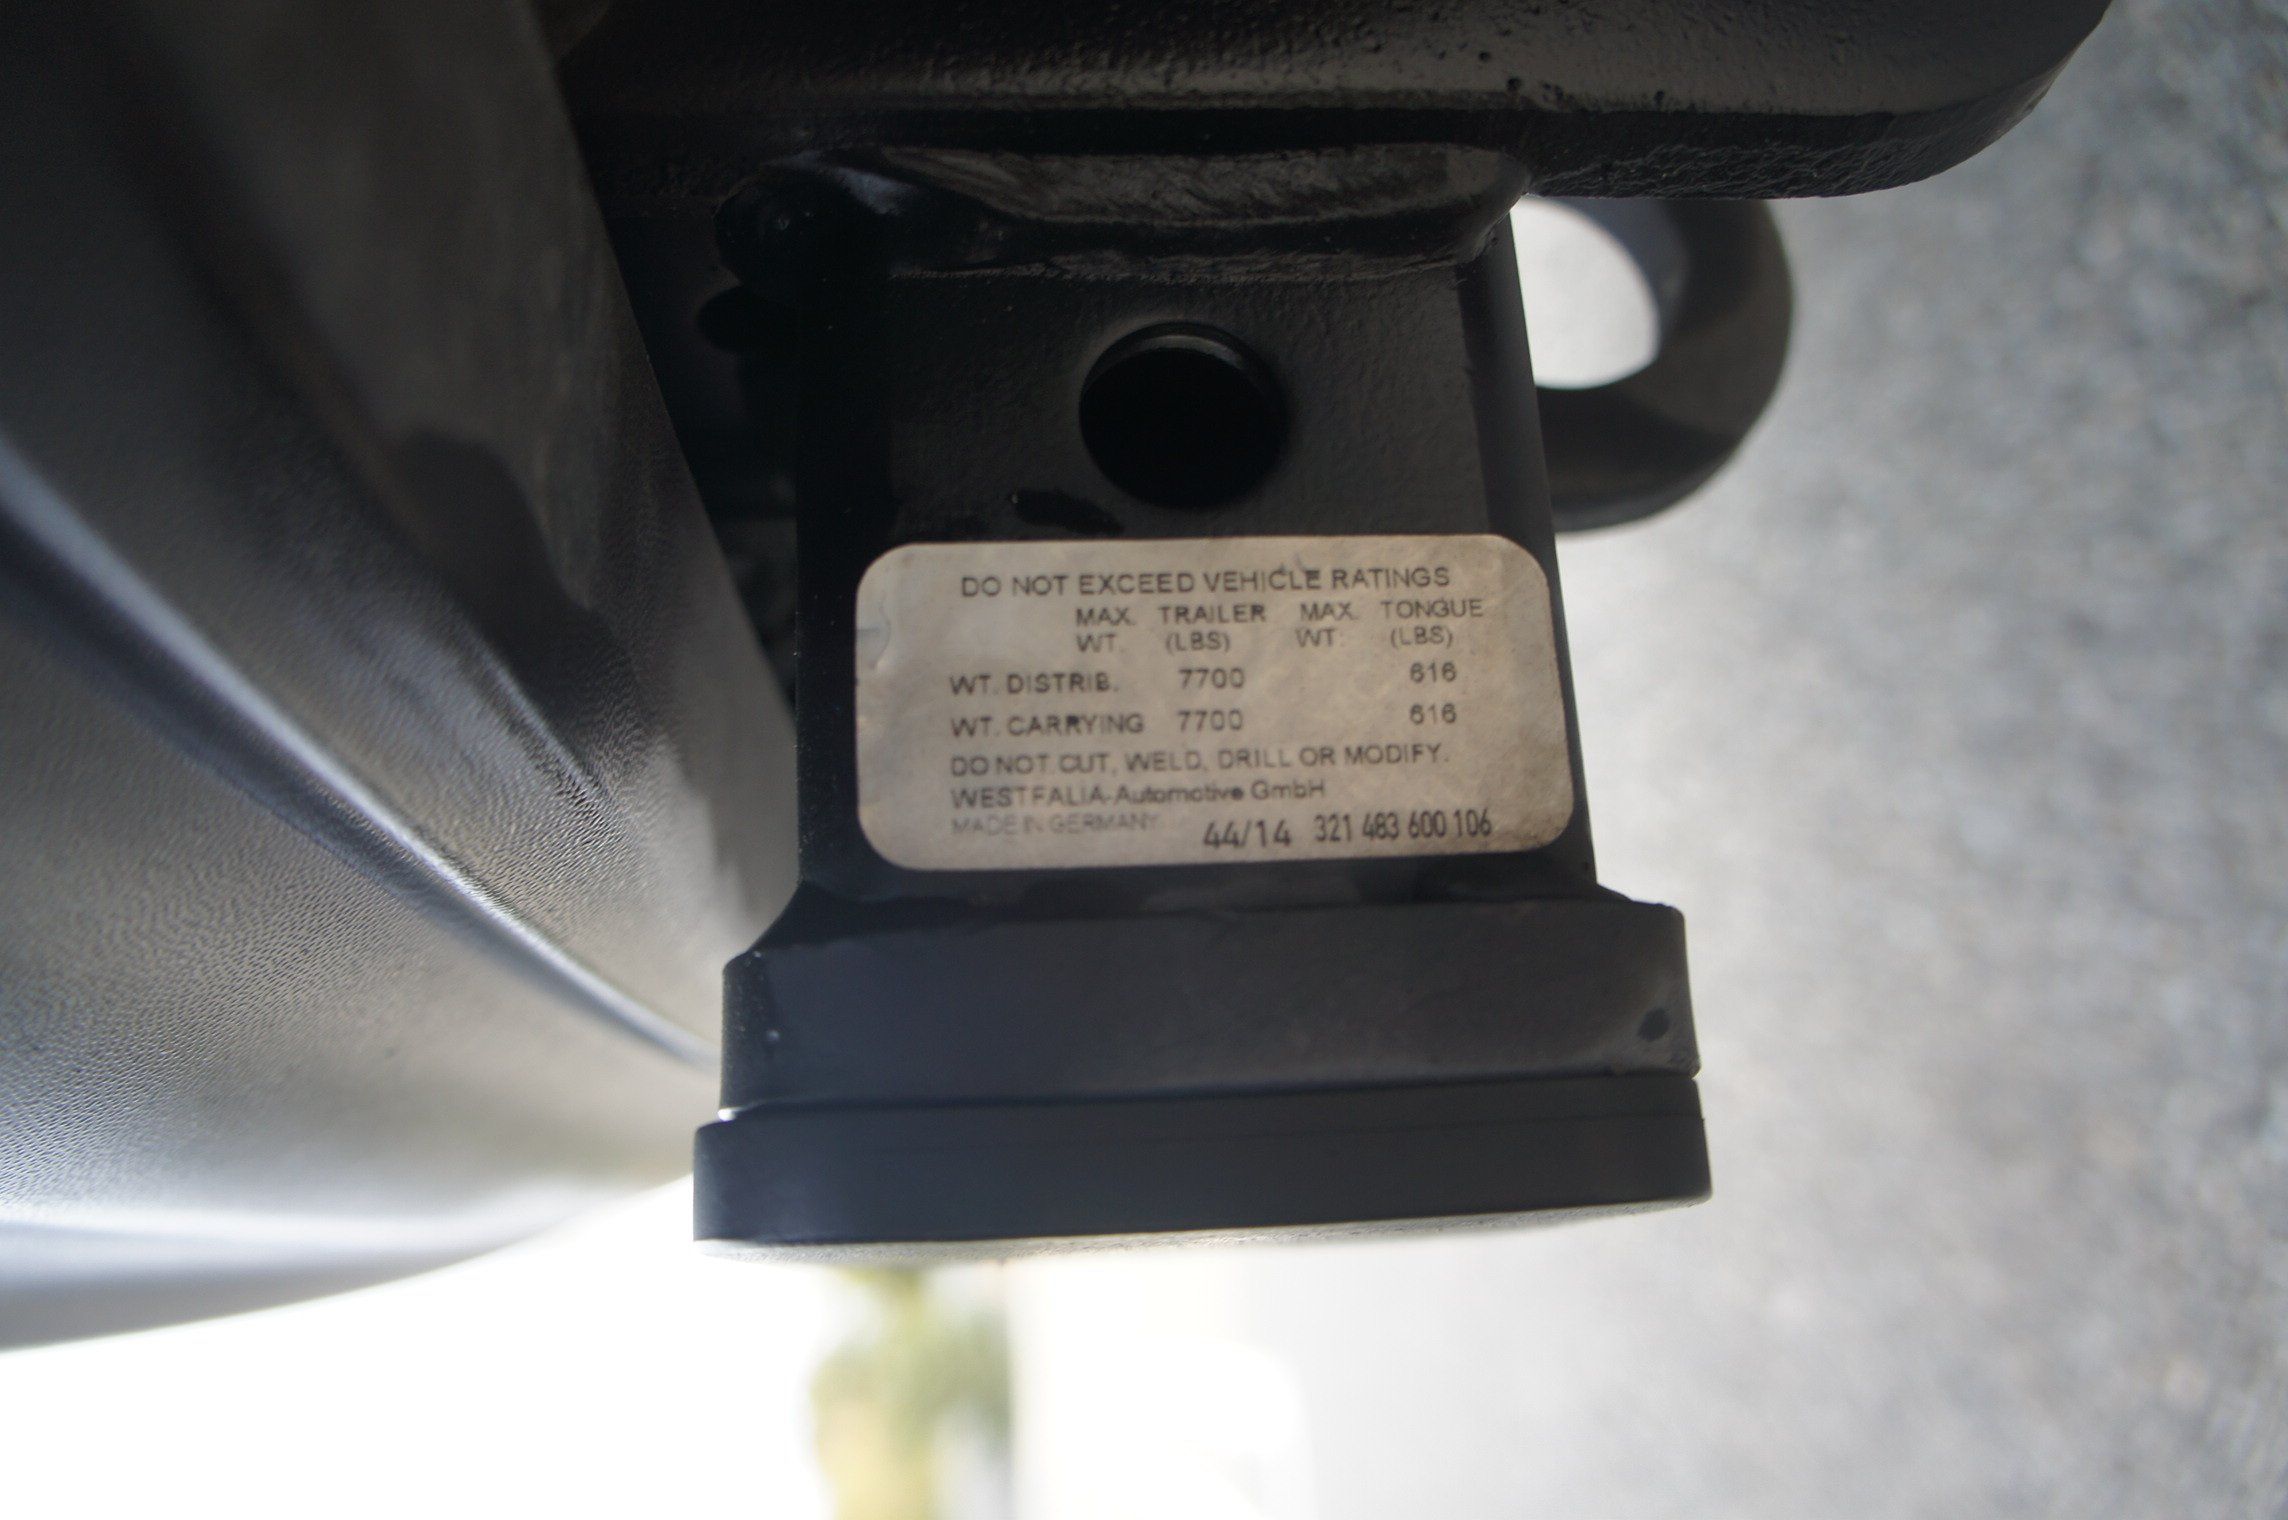 DO NOT EXCEED VEHICLE RATINGS
MAX. TRAILER MAX. TONGUE
WT. (LBS) WT. (LBS)
WT. DISTRIB. 7700 616
WT. CARRYING 7700 616
DO NOT CUT, WELD, DRILL OR MODIFY.
WESTFALIA-Automotive GmbH
MADE IN GERMANY 44/14 321 483 600 106